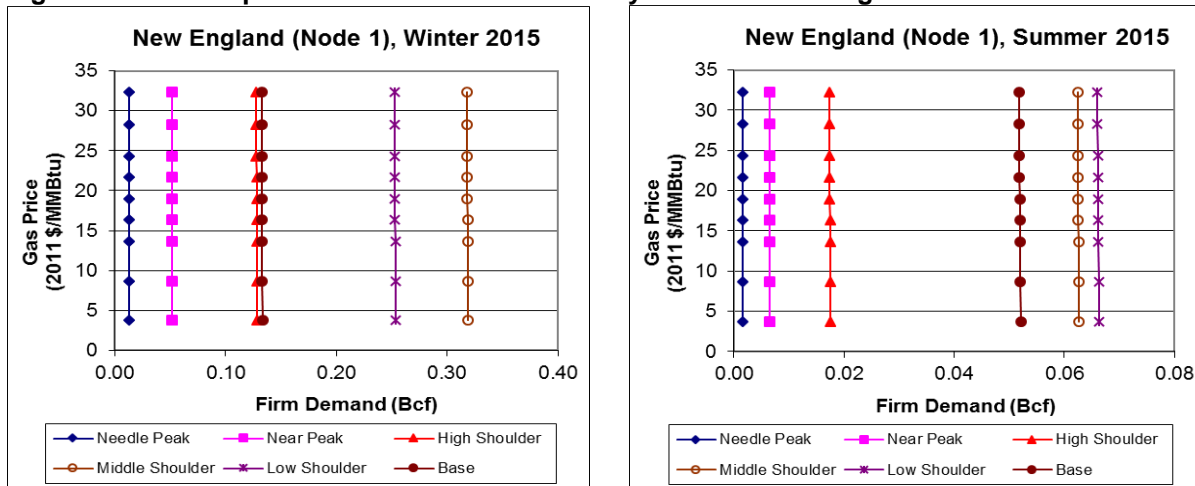 New England (Node 1), Winter 2015
35
30
25
20
15
10
5
0
Gas Price
(2011 $/MMBtu)
0.00 0.10 0.20 0.30 0.40
Firm Demand (Bcf)
Needle Peak Near Peak High Shoulder
Middle Shoulder Low Shoulder Base
New England (Node 1), Summer 2015
35
30
25
20
15
10
5
0
Gas Price
(2011 $/MMBtu)
0.00 0.02 0.04 0.06 0.08
Firm Demand (Bcf)
Needle Peak Near Peak High Shoulder
Middle Shoulder Low Shoulder Base